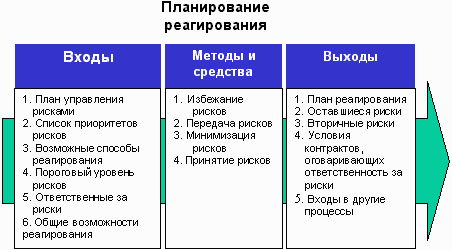 Планирование
реагирования
Входы
1. План управления
рисками
2. Список приоритетов
рисков
3. Возможные способы
реагирования
4. Пороговый уровень
рисков
5. Ответственные за
риски
6. Общие возможности
реагирования
Методы и
средства
1. Избежание
рисков
2. Передача рисков
3. Минимизация
рисков
4. Принятие рисков
Выходы
1. План реагирования
2. Оставшиеся риски
3. Вторичные риски
4. Условия
контрактов,
оговаривающих
ответственность за
риски
5. Входы в другие
процессы